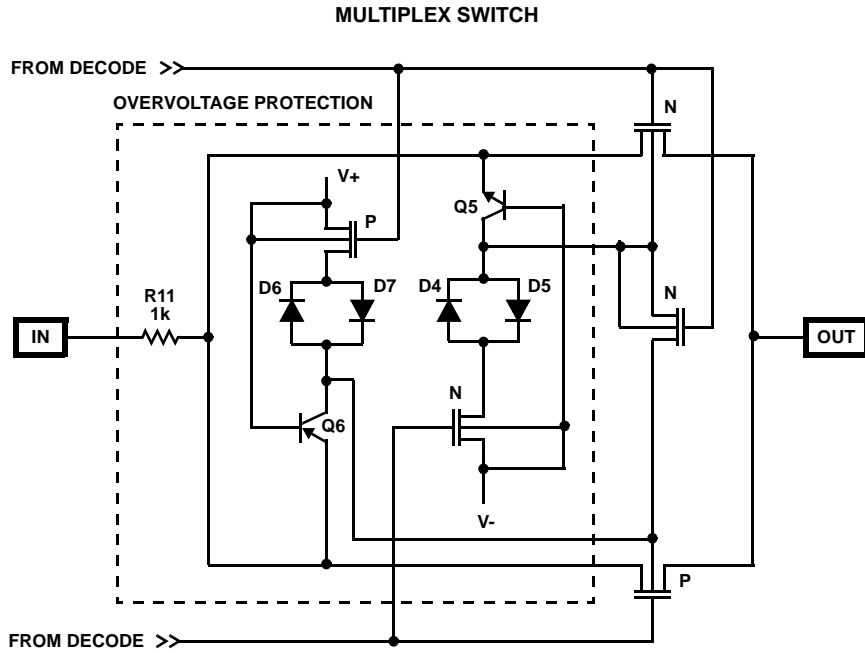 MULTIPLEX SWITCH
FROM DECODE
OVERVOLTAGE PROTECTION
N
V+
P
Q5
D6
D7
D4
D5
N
R11
1k
IN
OUT
N
Q6
V-
P
FROM DECODE